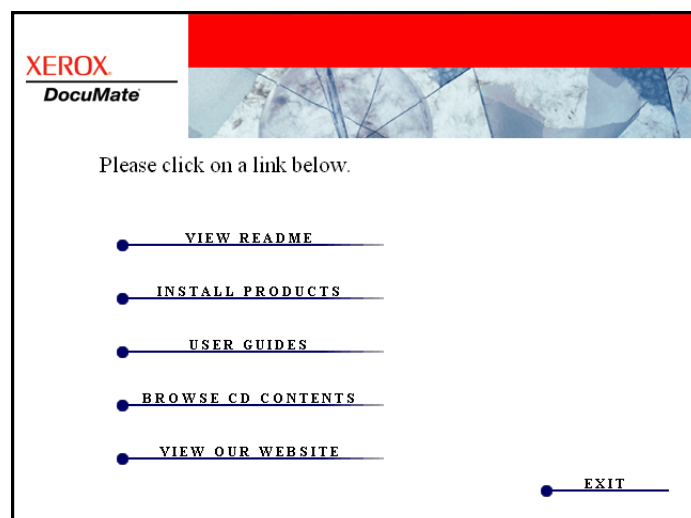 XEROX.
DocuMate
Please click on a link below.
VIEW README
INSTALL PRODUCTS
USER GUIDES
BROWSE CD CONTENTS
VIEW OUR WEBSITE
EXIT